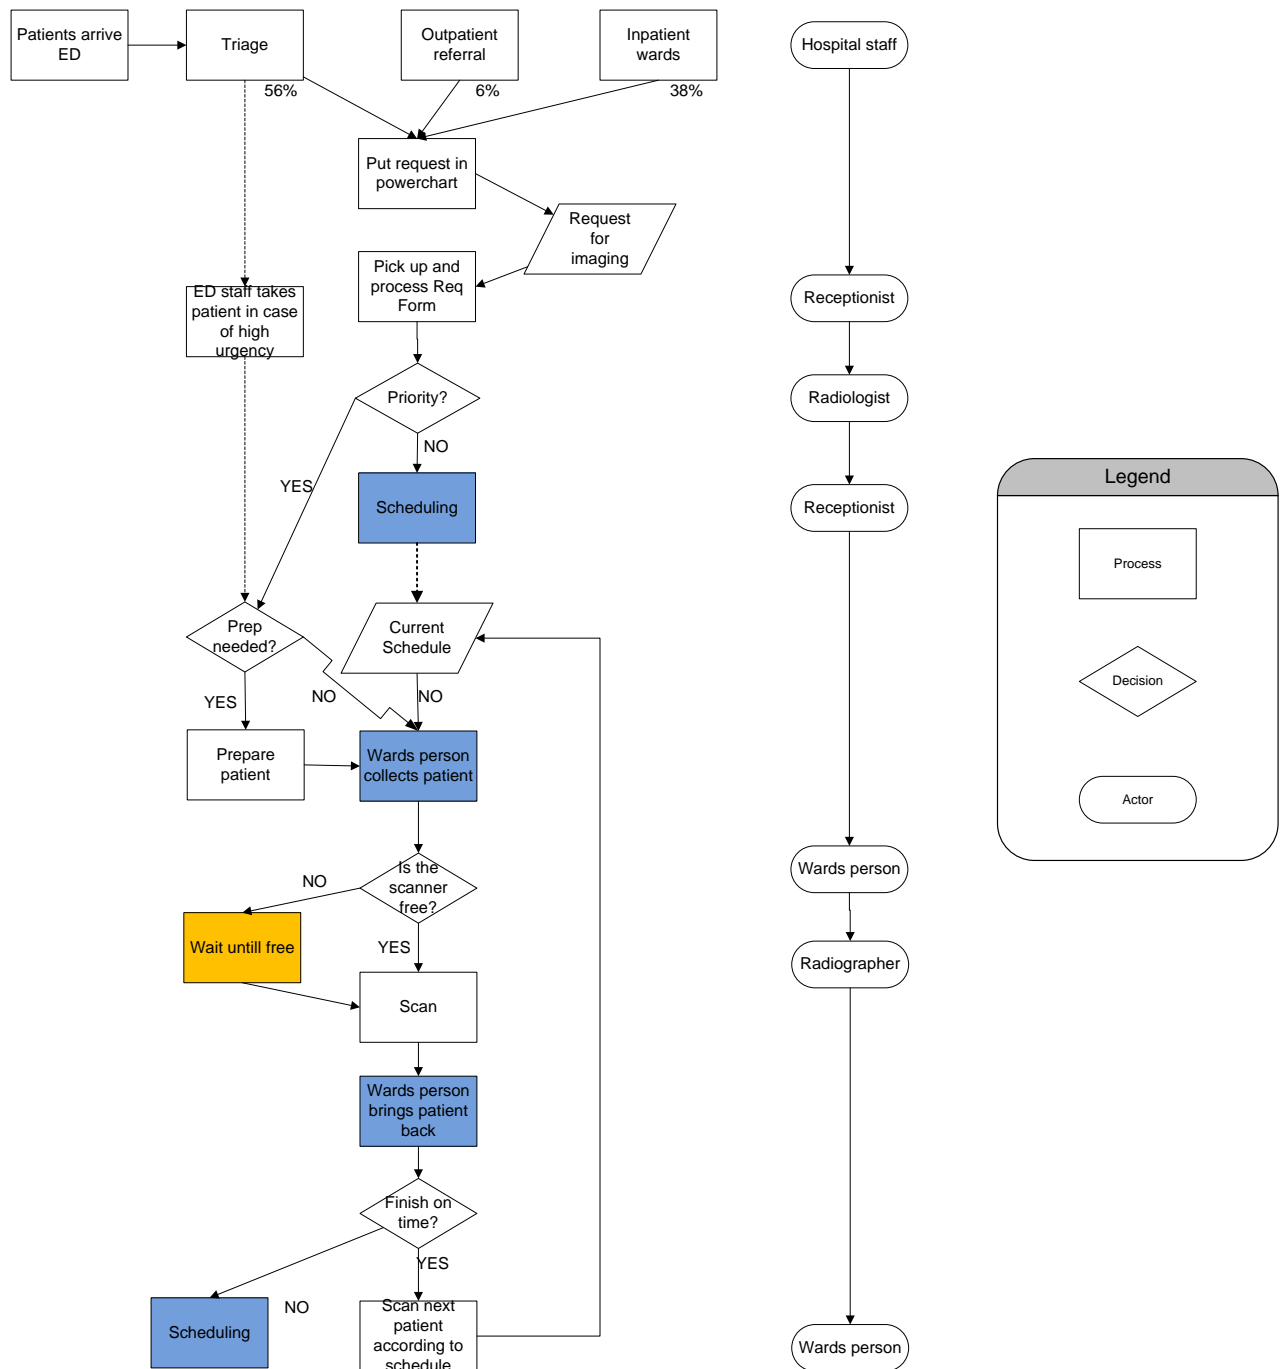 Patients arrive
ED
Triage
Outpatient
referral
Inpatient
wards
Hospital staff
56%
6%
38%
Put request in
powerchart
Request
for
imaging
Pick up and
process Req
Form
ED staff takes
patient in case
of high
urgency
Receptionist
Priority?
Radiologist
NO
YES
Scheduling
Receptionist
Legend
Process
Prep
needed?
Current
Schedule
Decision
YES
NO
NO
Prepare
patient
Wards person
collects patient
Actor
Is the
scanner
free?
Wards person
NO
Wait untill free
YES
Radiographer
Scan
Wards person
brings patient
back
Finish on
time?
YES
NO
Scheduling
Scan next
patient
according to
schedule
Wards person